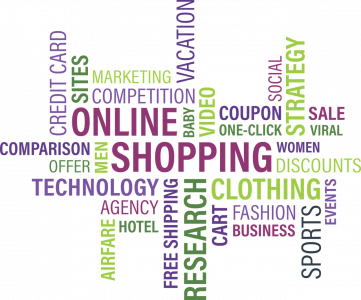 CREDIT CARD
SITES
VACATION
SOCIAL
STRATEGY
MARKETING
COMPETITION
VIDEO
BABY
COUPON
SALE
ONLINE
ONE-CLICK
VIRAL
COMPARISON
MEN
SHOPPING
WOMEN
OFFER
DISCOUNTS
TECHNOLOGY
FREE SHIPPING
RESEARCH
CLOTHING
EVENTS
AGENCY
CART
FASHION
SPORTS
AIRFARE
HOTEL
BUSINESS